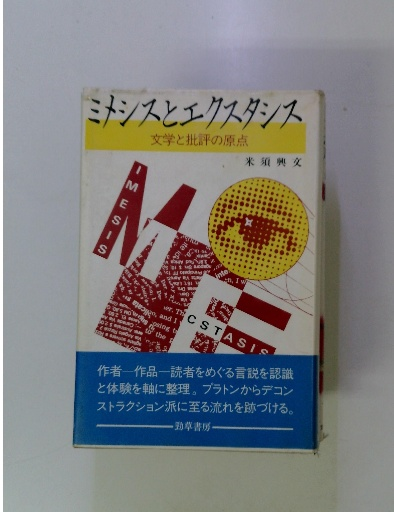 ミメシスとエクスタシス
文学と批評の原点
米須興文
IMESIS
M
E
CSTASIS
作者―作品―読者をめぐる言説を認識
と体験を軸に整理。プラトンからデコン
ストラクション派に至る流れを跡づける。
勁草書房